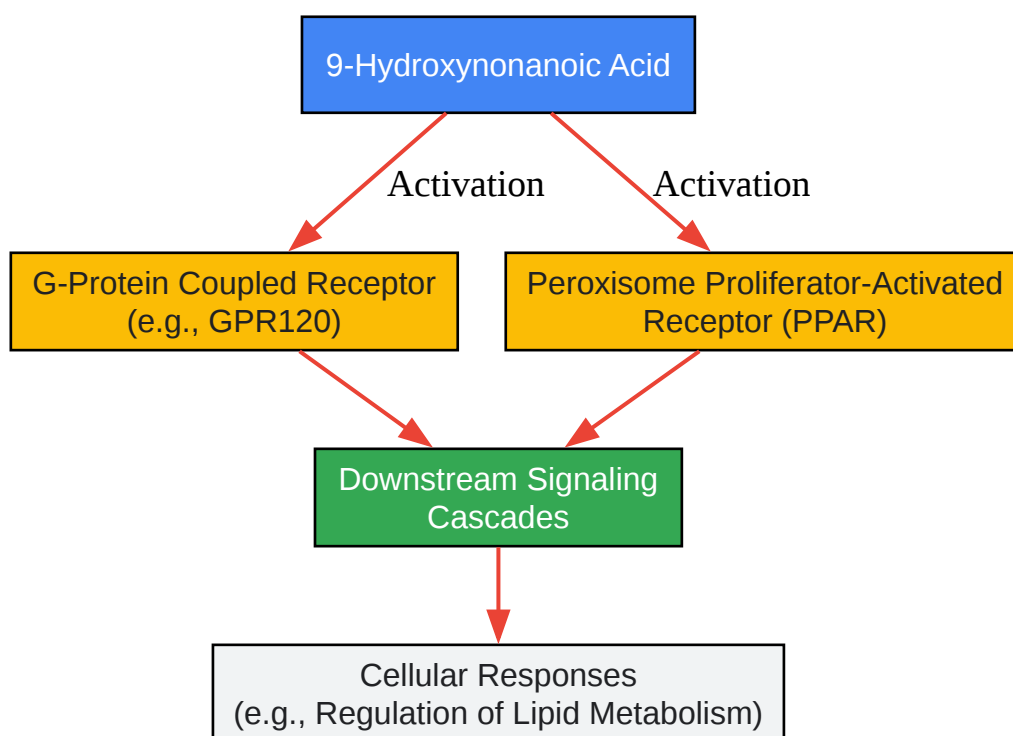 9-Hydroxynonanoic Acid
Activation
Activation
G-Protein Coupled Receptor
(e.g., GPR120)
Peroxisome Proliferator-Activated
Receptor (PPAR)
Downstream Signaling
Cascades
Cellular Responses
(e.g., Regulation of Lipid Metabolism)